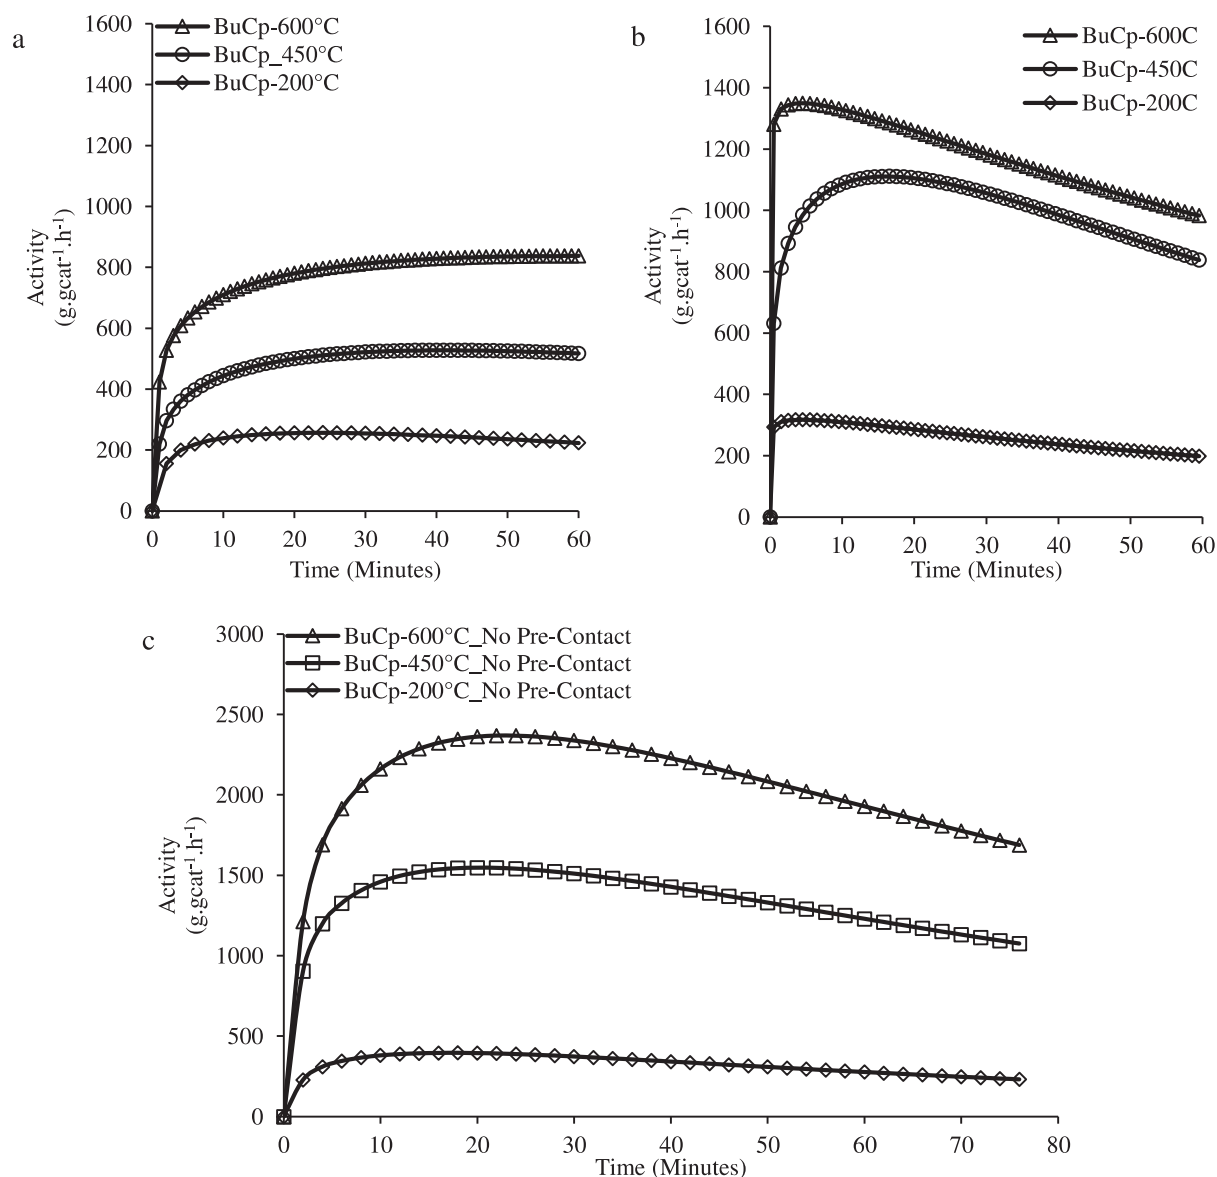 a
BuCp-600°C
BuCp_450°C
BuCp-200°C
1600
1400
1200
1000
800
600
400
200
0
Activity
(g.gcat⁻¹.h⁻¹)
0 10 20 30 40 50 60
Time (Minutes)
b
BuCp-600C
BuCp-450C
BuCp-200C
1600
1400
1200
1000
800
600
400
200
0
Activity
(g.gcat⁻¹.h⁻¹)
0 10 20 30 40 50 60
Time (Minutes)
c
BuCp-600°C_No Pre-Contact
BuCp-450°C_No Pre-Contact
BuCp-200°C_No Pre-Contact
3000
2500
2000
1500
1000
500
0
Activity
(g.gcat⁻¹.h⁻¹)
0 10 20 30 40 50 60 70 80
Time (Minutes)